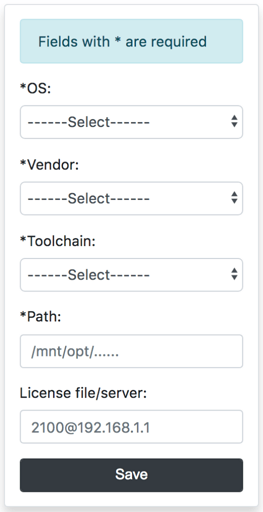 Fields with * are required
*OS:
------Select------
*Vendor:
------Select------
*Toolchain:
------Select------
*Path:
/mnt/opt/......
License file/server:
2100@192.168.1.1
Save